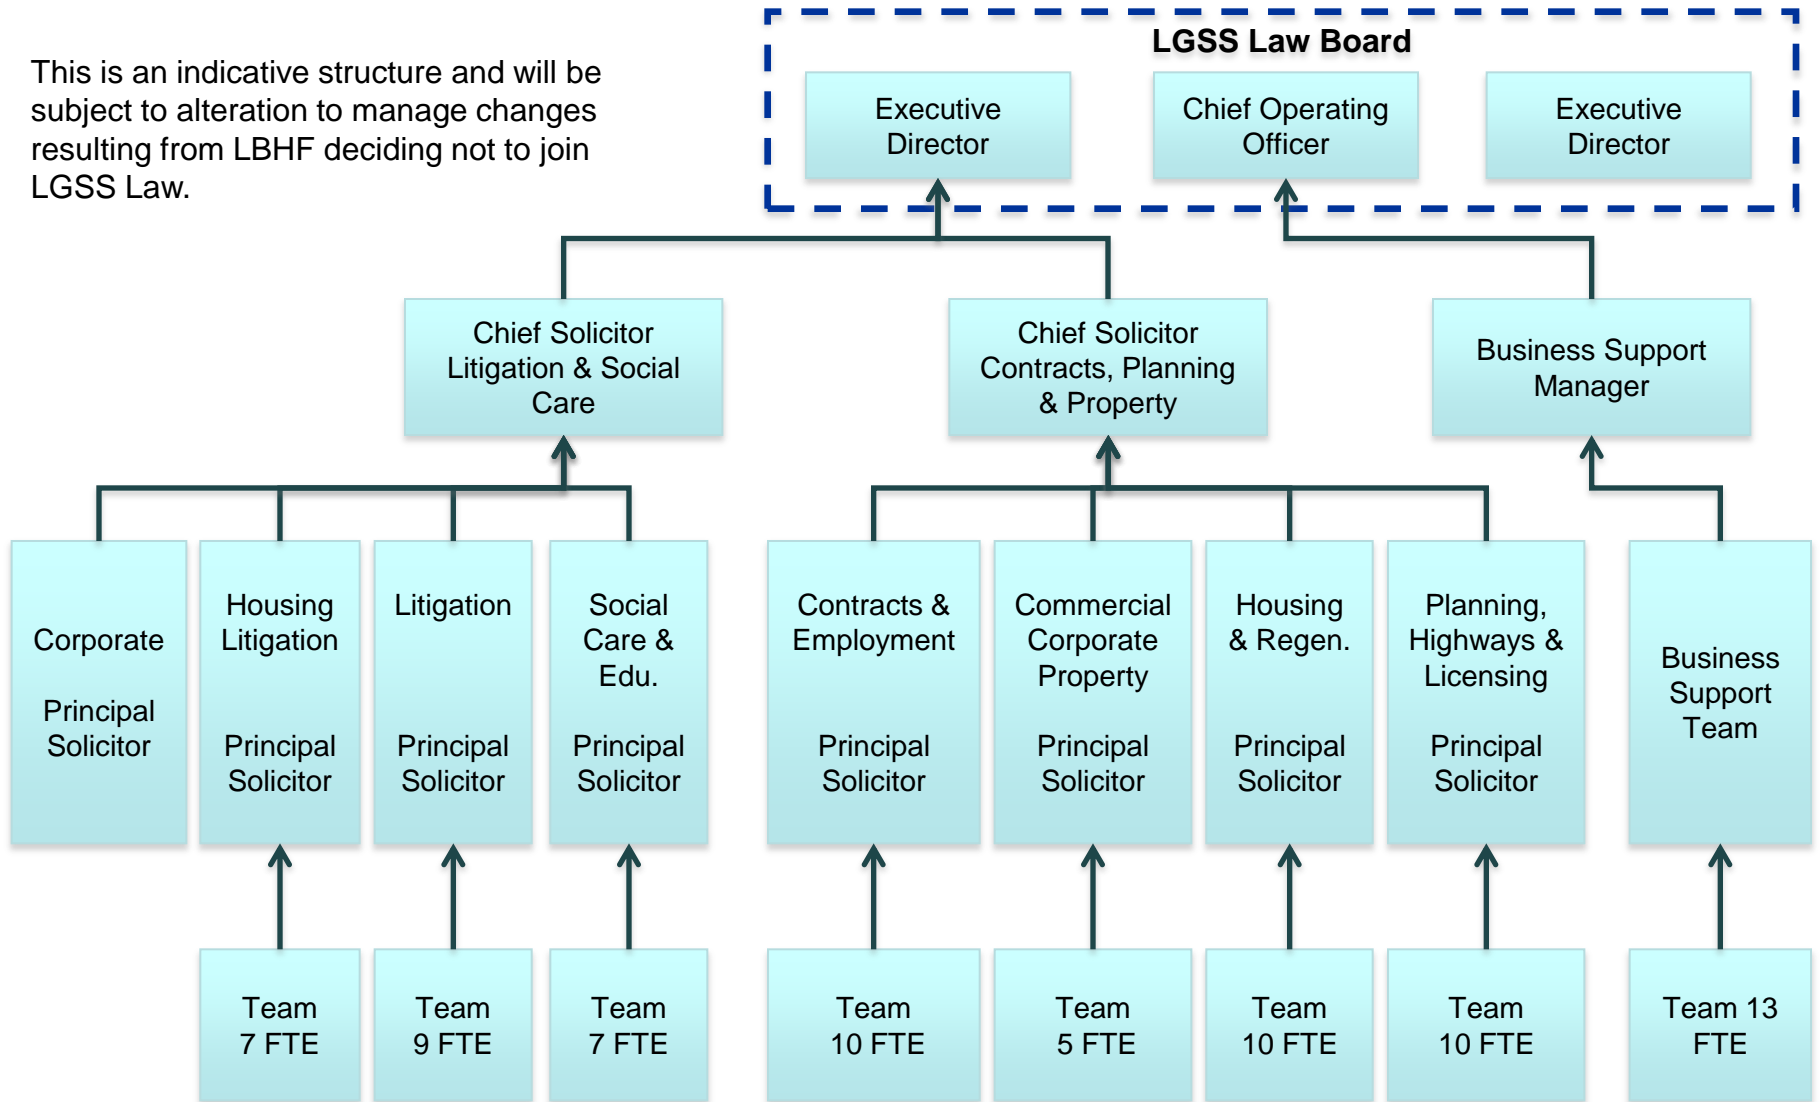 This is an indicative structure and will be
subject to alteration to manage changes
resulting from LBHF deciding not to join
LGSS Law.
LGSS Law Board
Executive
Director
Chief Operating
Officer
Executive
Director
Chief Solicitor
Litigation & Social
Care
Chief Solicitor
Contracts, Planning
& Property
Business Support
Manager
Corporate
Principal
Solicitor
Housing
Litigation
Principal
Solicitor
Litigation
Principal
Solicitor
Social
Care &
Edu.
Principal
Solicitor
Contracts &
Employment
Principal
Solicitor
Commercial
Corporate
Property
Principal
Solicitor
Housing
& Regen.
Principal
Solicitor
Planning,
Highways &
Licensing
Principal
Solicitor
Business
Support
Team
Team
7 FTE
Team
9 FTE
Team
7 FTE
Team
10 FTE
Team
5 FTE
Team
10 FTE
Team
10 FTE
Team 13
FTE